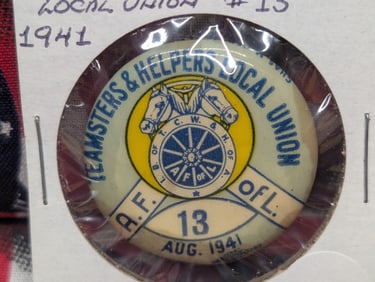 LOCAL UNION #13
1941
TEAMSTERS & HELPERS LOCAL UNION
B. OF T. C. W. & H. OF A.
A F OF L
A. F. OF L.
13
AUG. 1941